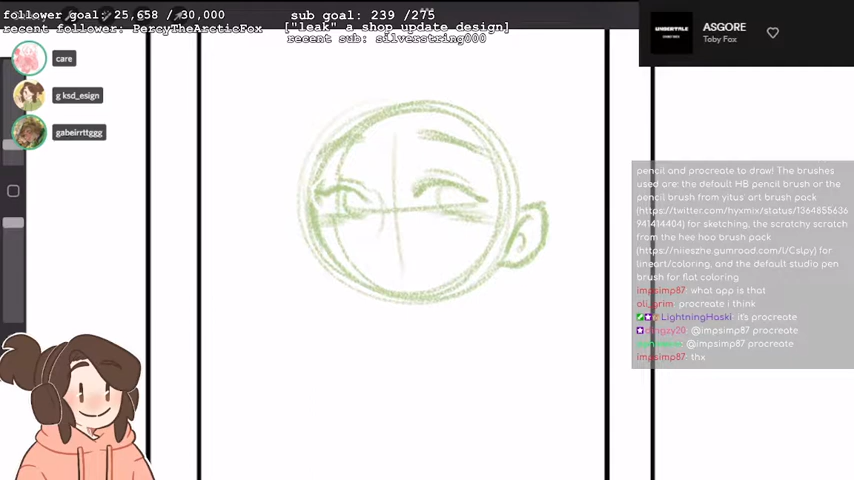 follower goal: 25,658 / 30,000
recent follower: PercyTheArcticFox
sub goal: 239 /275
["leak" a shop update design]
recent sub: silverstring000
UNDERTALE
ASGORE
Toby Fox
care
g ksd_esign
gabeirrttggg
pencil and procreate to draw! The brushes
used are: the default HB pencil brush or the
pencil brush from yitus' art brush pack
(https://twitter.com/hyxmix/status/1364855636
941414404) for sketching, the scratchy scratch
from the hee hoo brush pack
(https://niieszhe.gumroad.com/l/Cslpy) for
lineart/coloring, and the default studio pen
brush for flat coloring
impsimp87: what app is that
oli_grim: procreate i think
LightningHaski: it's procreate
@impsimp87 procreate
@impsimp87 procreate
impsimp87: thx